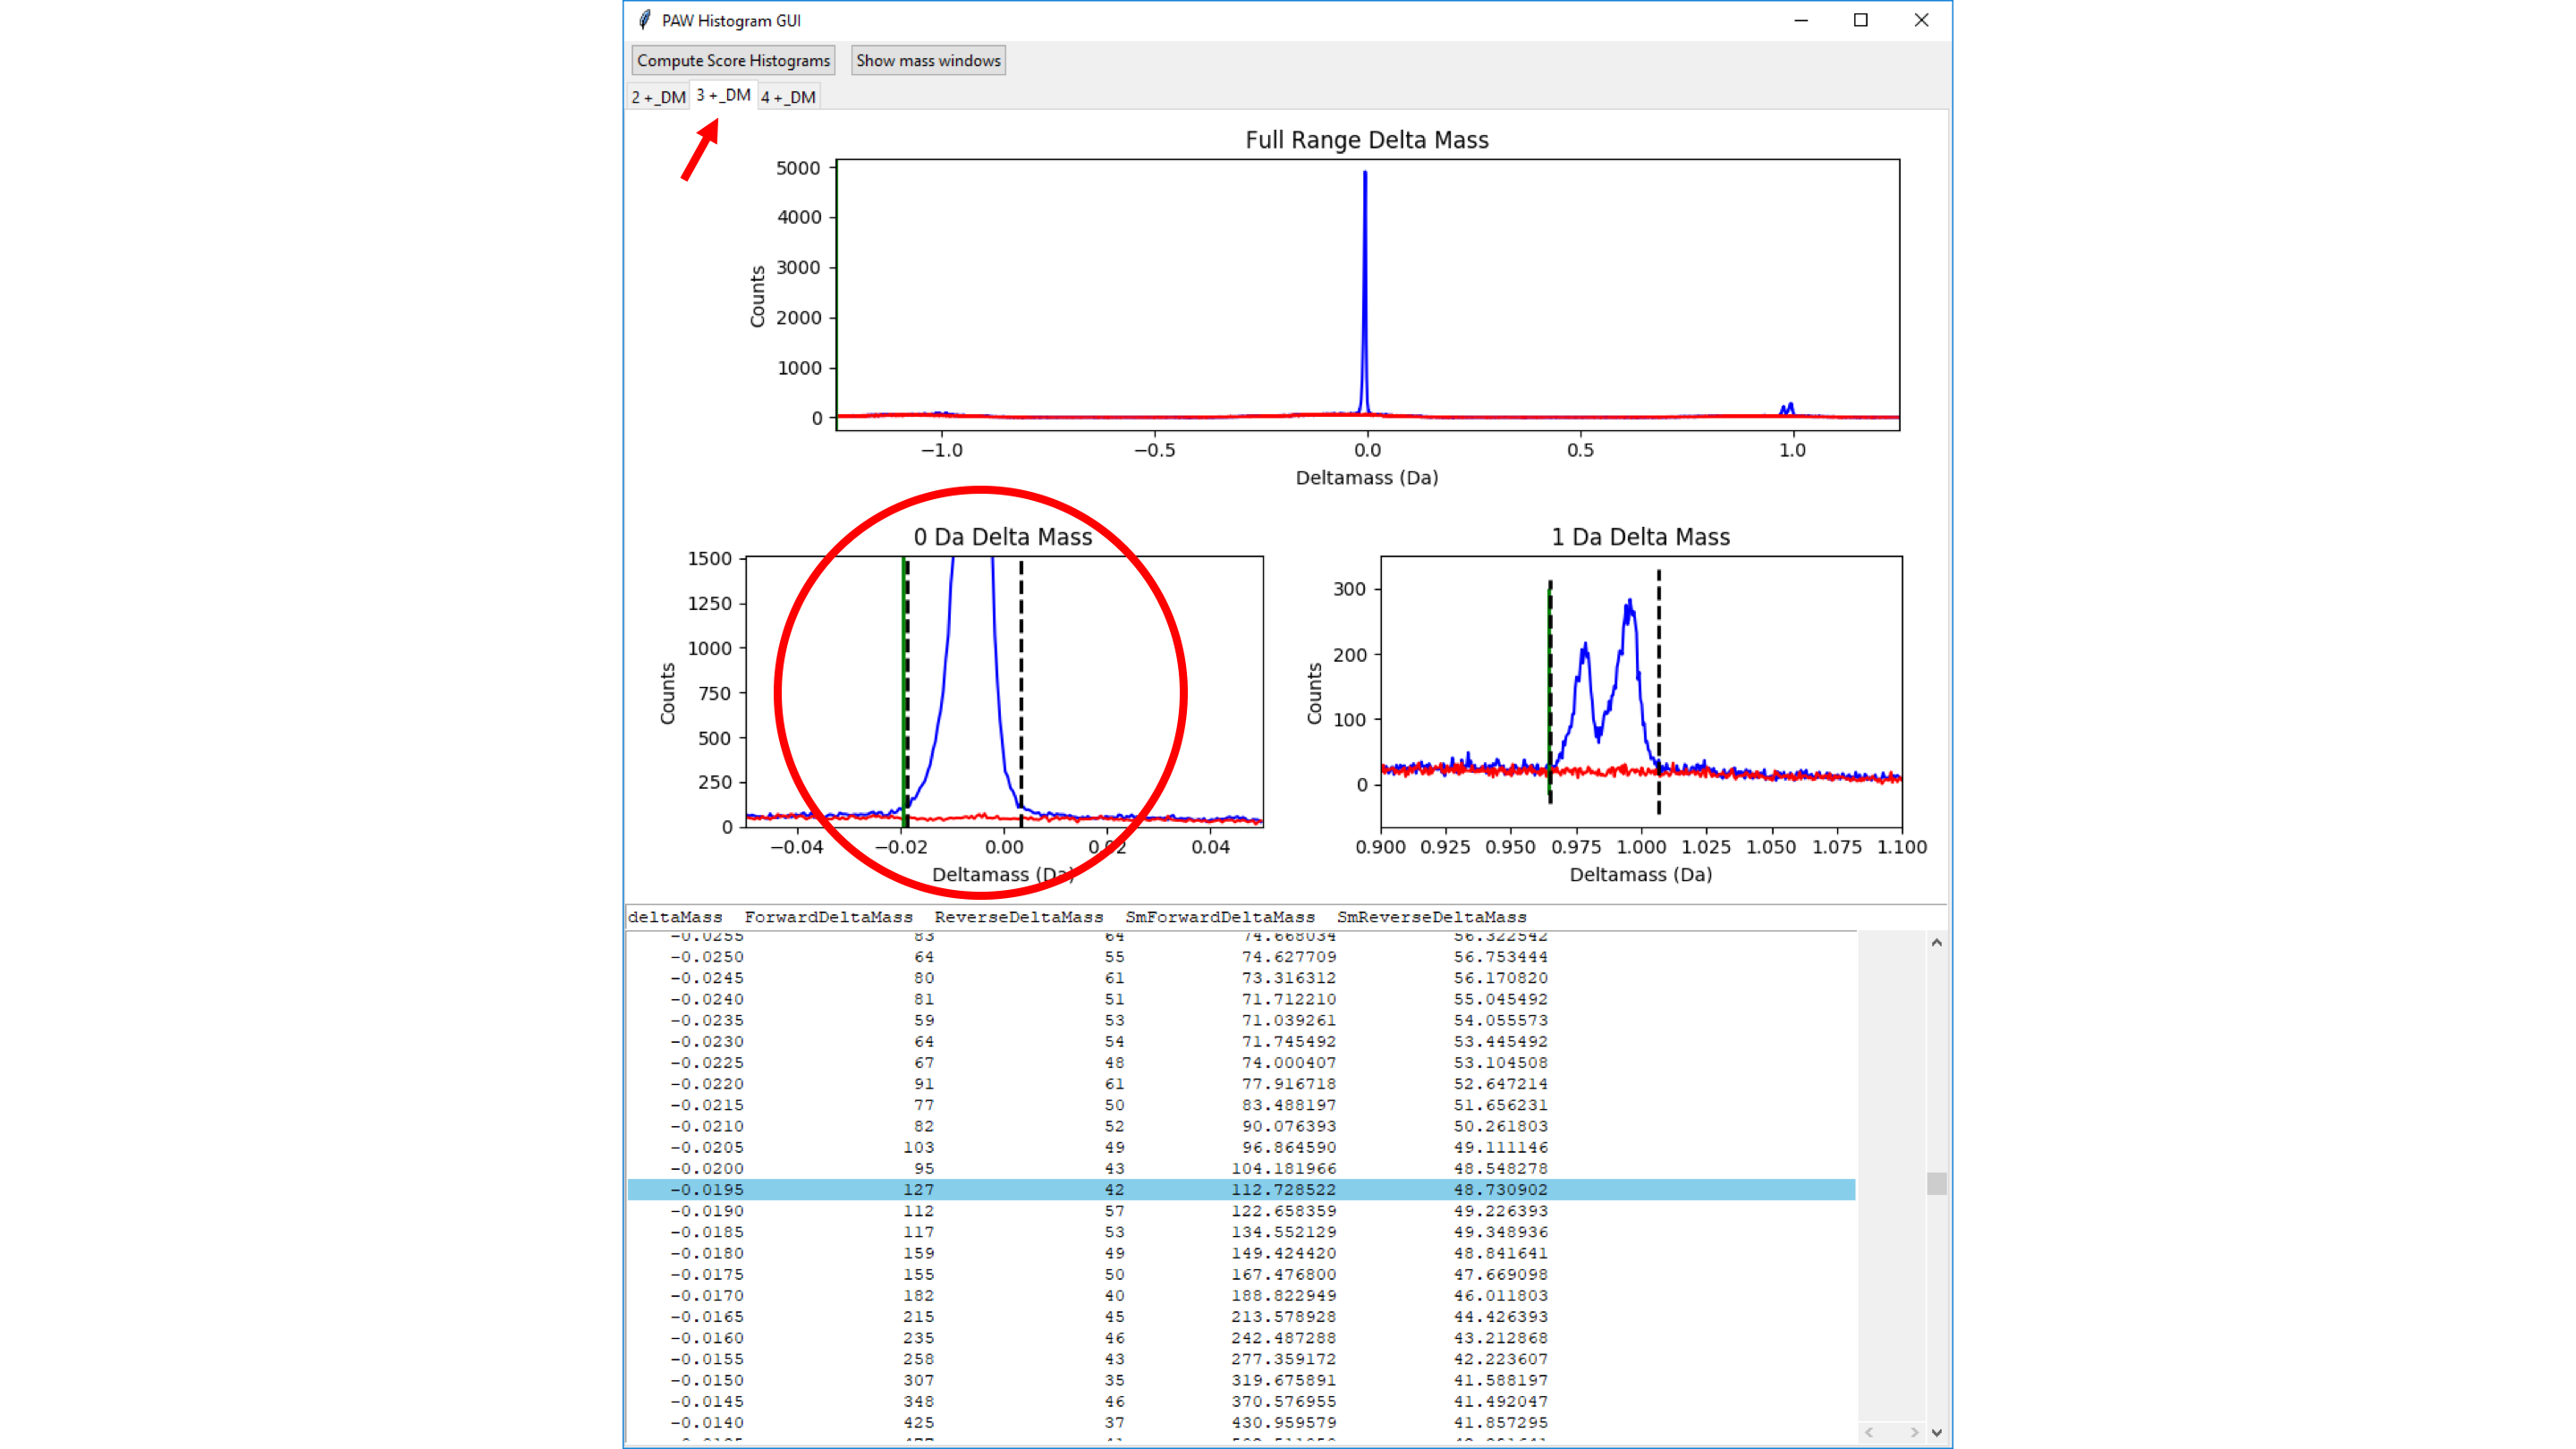 PAW Histogram GUI
Compute Score Histograms Show mass windows
2 +_DM 3 +_DM 4 +_DM
Full Range Delta Mass
5000
4000
3000
2000
1000
0
Counts
−1.0 −0.5 0.0 0.5 1.0
Deltamass (Da)
0 Da Delta Mass
1500
1250
1000
750
500
250
0
Counts
−0.04 −0.02 0.00 0.02 0.04
Deltamass (Da)
1 Da Delta Mass
300
200
100
0
Counts
0.900 0.925 0.950 0.975 1.000 1.025 1.050 1.075 1.100
Deltamass (Da)
deltaMass ForwardDeltaMass ReverseDeltaMass SmForwardDeltaMass SmReverseDeltaMass
-0.0255 83 64 74.668034 56.322542
-0.0250 64 55 74.627709 56.753444
-0.0245 80 61 73.316312 56.170820
-0.0240 81 51 71.712210 55.045492
-0.0235 59 53 71.039261 54.055573
-0.0230 64 54 71.745492 53.445492
-0.0225 67 48 74.000407 53.104508
-0.0220 91 61 77.916718 52.647214
-0.0215 77 50 83.488197 51.656231
-0.0210 82 52 90.076393 50.261803
-0.0205 103 49 96.864590 49.111146
-0.0200 95 43 104.181966 48.548278
-0.0195 127 42 112.728522 48.730902
-0.0190 112 57 122.658359 49.226393
-0.0185 117 53 134.552129 49.348936
-0.0180 159 49 149.424420 48.841641
-0.0175 155 50 167.476800 47.669098
-0.0170 182 40 188.822949 46.011803
-0.0165 215 45 213.578928 44.426393
-0.0160 235 46 242.487288 43.212868
-0.0155 258 43 277.359172 42.223607
-0.0150 307 35 319.675891 41.588197
-0.0145 348 46 370.576955 41.492047
-0.0140 425 37 430.959579 41.857295